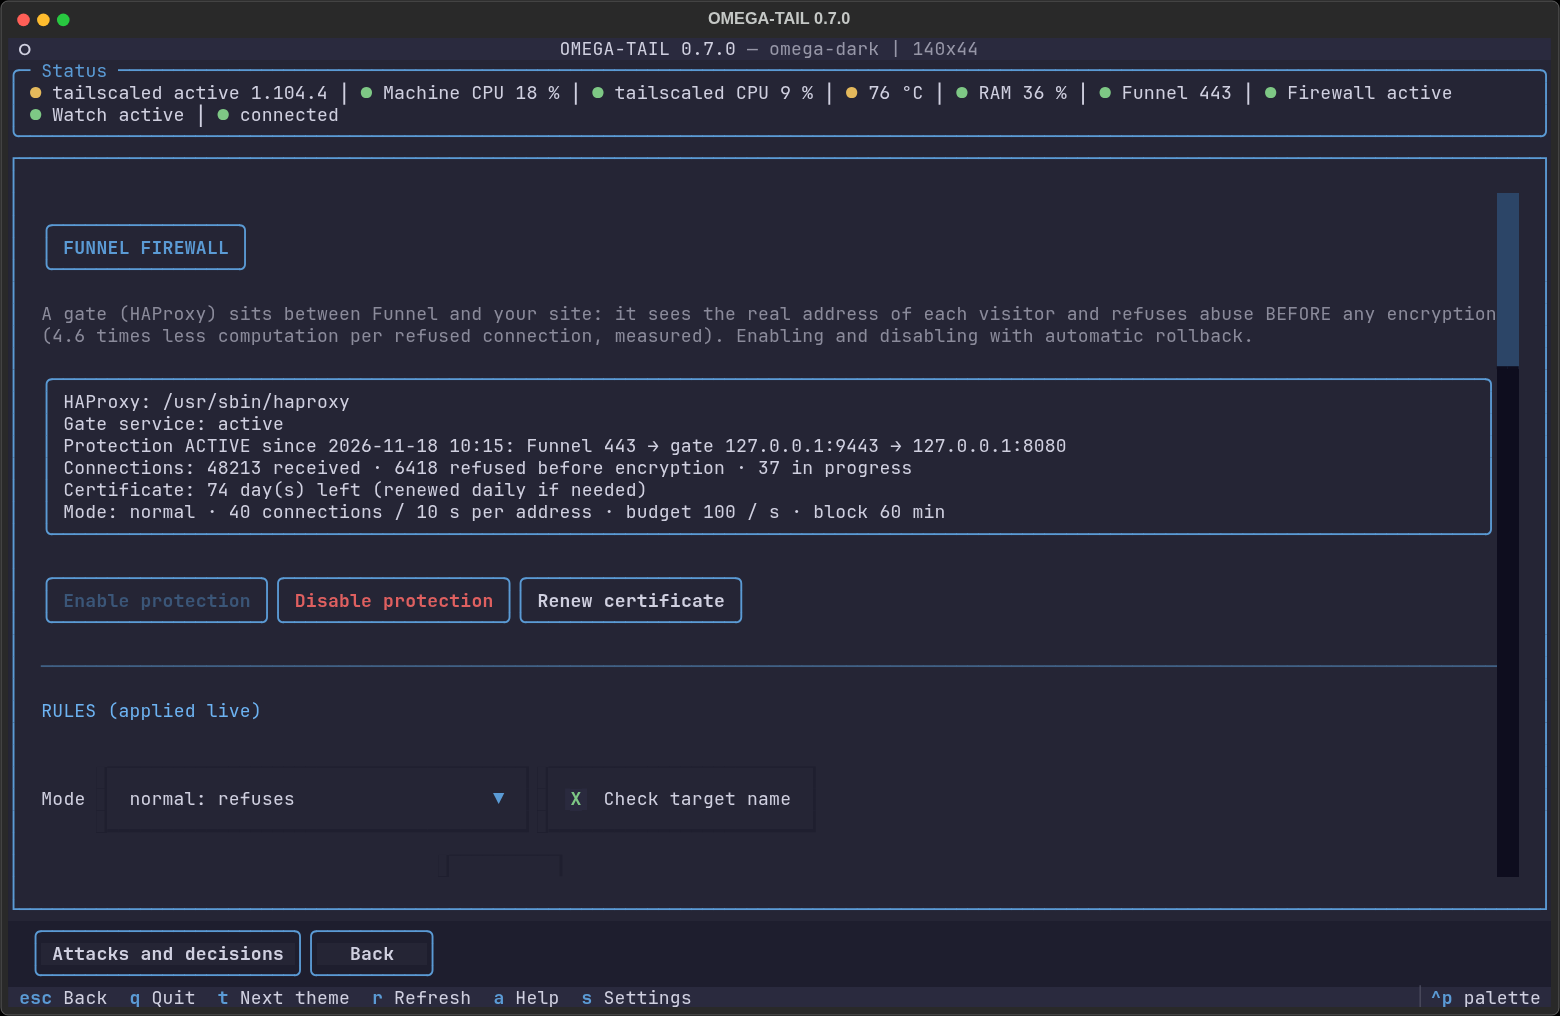 OMEGA-TAIL 0.7.0
OMEGA-TAIL 0.7.0 — omega-dark | 140x44
Status
● tailscaled active 1.104.4 │ ● Machine CPU 18 % │ ● tailscaled CPU 9 % │ ● 76 °C │ ● RAM 36 % │ ● Funnel 443 │ ● Firewall active
● Watch active │ ● connected
FUNNEL FIREWALL
A gate (HAProxy) sits between Funnel and your site: it sees the real address of each visitor and refuses abuse BEFORE any encryption
(4.6 times less computation per refused connection, measured). Enabling and disabling with automatic rollback.
HAProxy: /usr/sbin/haproxy
Gate service: active
Protection ACTIVE since 2026-11-18 10:15: Funnel 443 → gate 127.0.0.1:9443 → 127.0.0.1:8080
Connections: 48213 received · 6418 refused before encryption · 37 in progress
Certificate: 74 day(s) left (renewed daily if needed)
Mode: normal · 40 connections / 10 s per address · budget 100 / s · block 60 min
Enable protection Disable protection Renew certificate
RULES (applied live)
Mode normal: refuses ▼ X Check target name
Attacks and decisions Back
esc Back q Quit t Next theme r Refresh a Help s Settings ^p palette